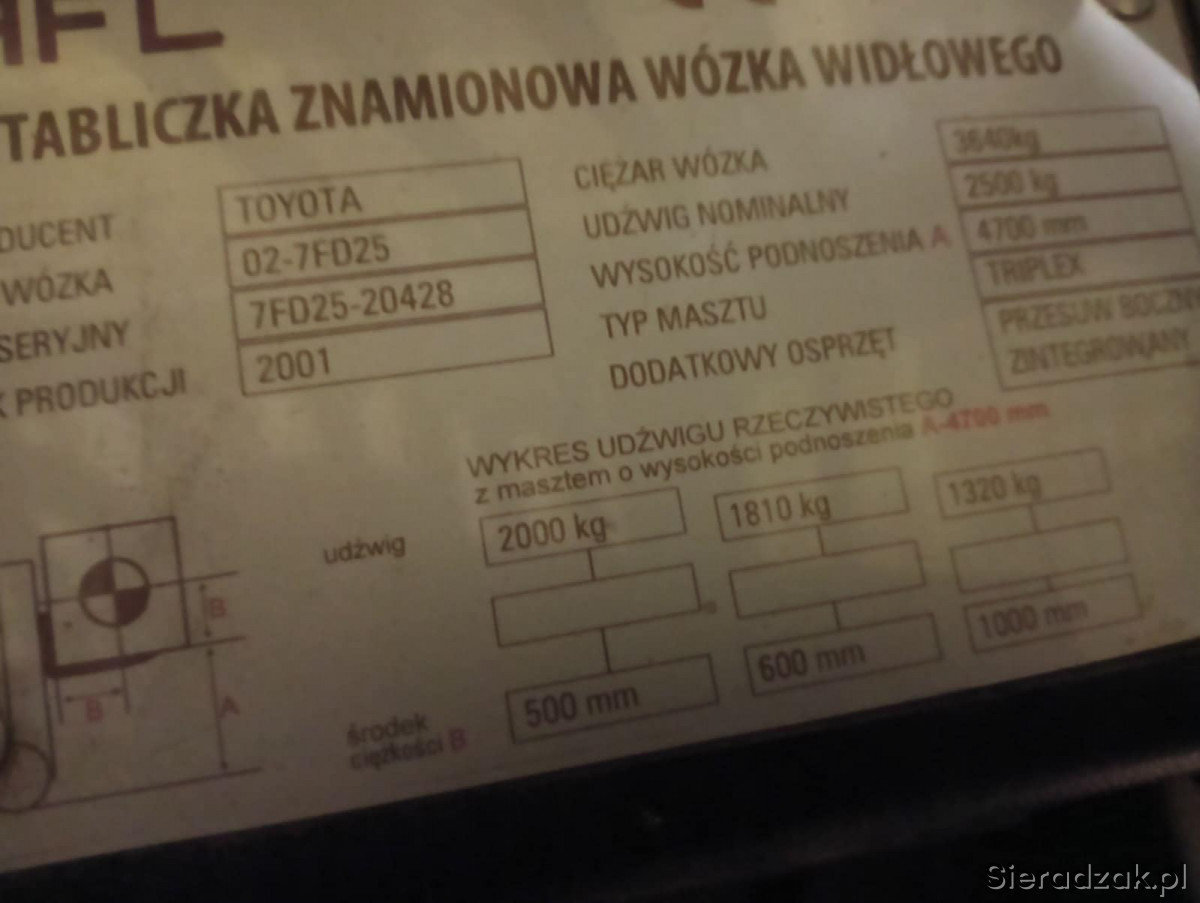 TABLICZKA ZNAMIONOWA WÓZKA WIDŁOWEGO
DUCENT TOYOTA
WÓZKA 02-7FD25
SERYJNY 7FD25-20428
K PRODUKCJI 2001
CIĘŻAR WÓZKA 3640kg
UDŹWIG NOMINALNY 2500 kg
WYSOKOŚĆ PODNOSZENIA A 4700 mm
TYP MASZTU TRIPLEX
DODATKOWY OSPRZĘT PRZESUW BOCZN
ZINTEGROWANY
WYKRES UDŹWIGU RZECZYWISTEGO
z masztem o wysokości podnoszenia A-4700 mm
udźwig 2000 kg 1810 kg 1320 kg
B
B
A
środek
ciężkości B 500 mm 600 mm 1000 mm
Sieradzak.pl